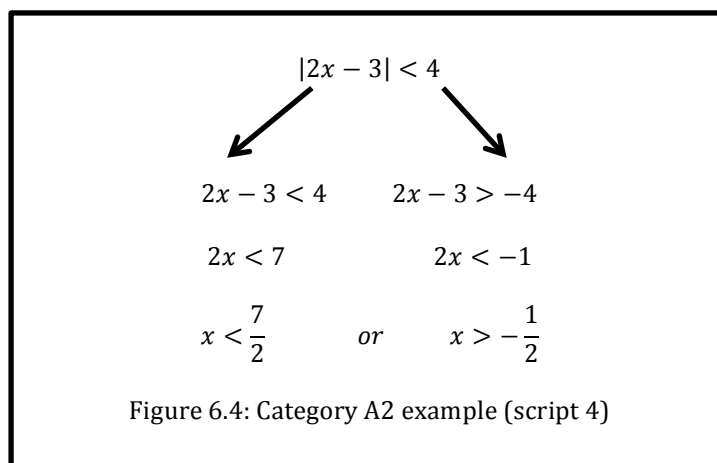 |2x − 3| < 4
2x − 3 < 4 2x − 3 > −4
2x < 7 2x < −1
x < 7/2 or x > − 1/2
Figure 6.4: Category A2 example (script 4)